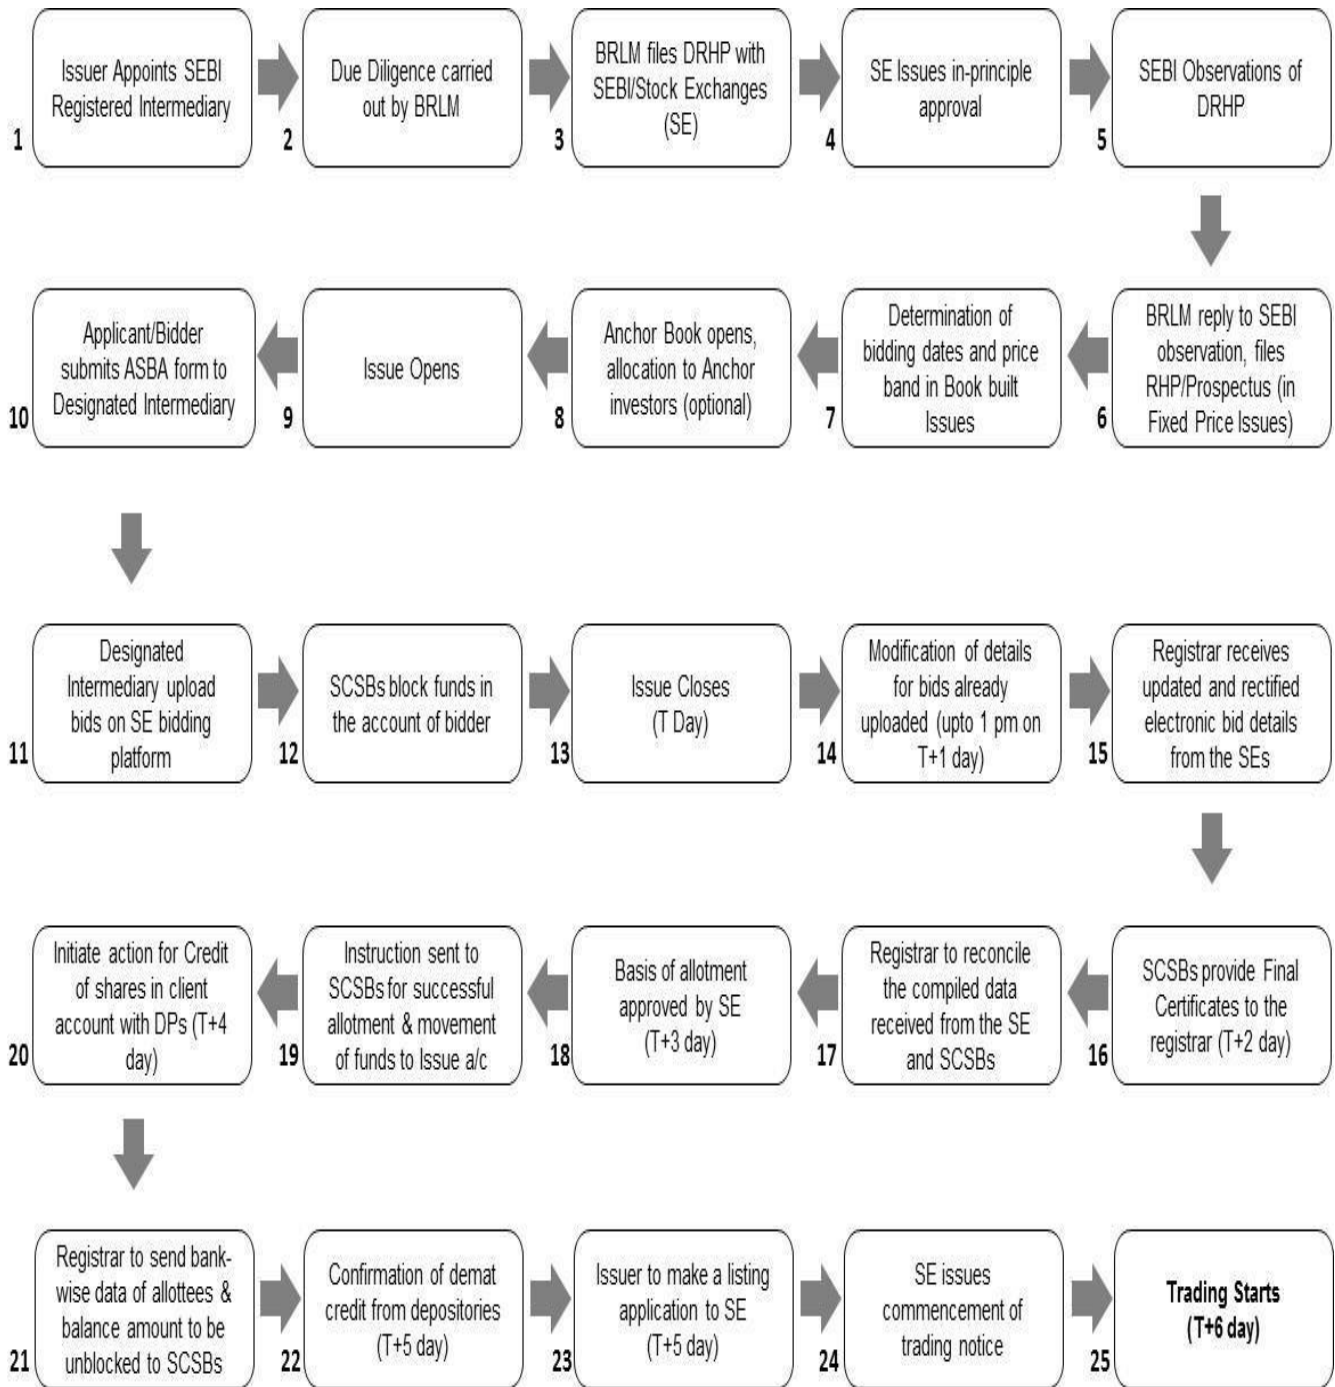 Issuer Appoints SEBI
Registered Intermediary
1
Due Diligence carried
out by BRLM
2
BRLM files DRHP with
SEBI/Stock Exchanges
(SE)
3
SE Issues in-principle
approval
4
SEBI Observations of
DRHP
5
BRLM reply to SEBI
observation, files
RHP/Prospectus (in
Fixed Price Issues)
6
Determination of
bidding dates and price
band in Book built
Issues
7
Anchor Book opens,
allocation to Anchor
investors (optional)
8
Issue Opens
9
Applicant/Bidder
submits ASBA form to
Designated Intermediary
10
Designated
Intermediary upload
bids on SE bidding
platform
11
SCSBs block funds in
the account of bidder
12
Issue Closes
(T Day)
13
Modification of details
for bids already
uploaded (upto 1 pm on
T+1 day)
14
Registrar receives
updated and rectified
electronic bid details
from the SEs
15
SCSBs provide Final
Certificates to the
registrar (T+2 day)
16
Registrar to reconcile
the compiled data
received from the SE
and SCSBs
17
Basis of allotment
approved by SE
(T+3 day)
18
Instruction sent to
SCSBs for successful
allotment & movement
of funds to Issue a/c
19
Initiate action for Credit
of shares in client
account with DPs (T+4
day)
20
Registrar to send bank-
wise data of allottees &
balance amount to be
unblocked to SCSBs
21
Confirmation of demat
credit from depositories
(T+5 day)
22
Issuer to make a listing
application to SE
(T+5 day)
23
SE issues
commencement of
trading notice
24
Trading Starts
(T+6 day)
25